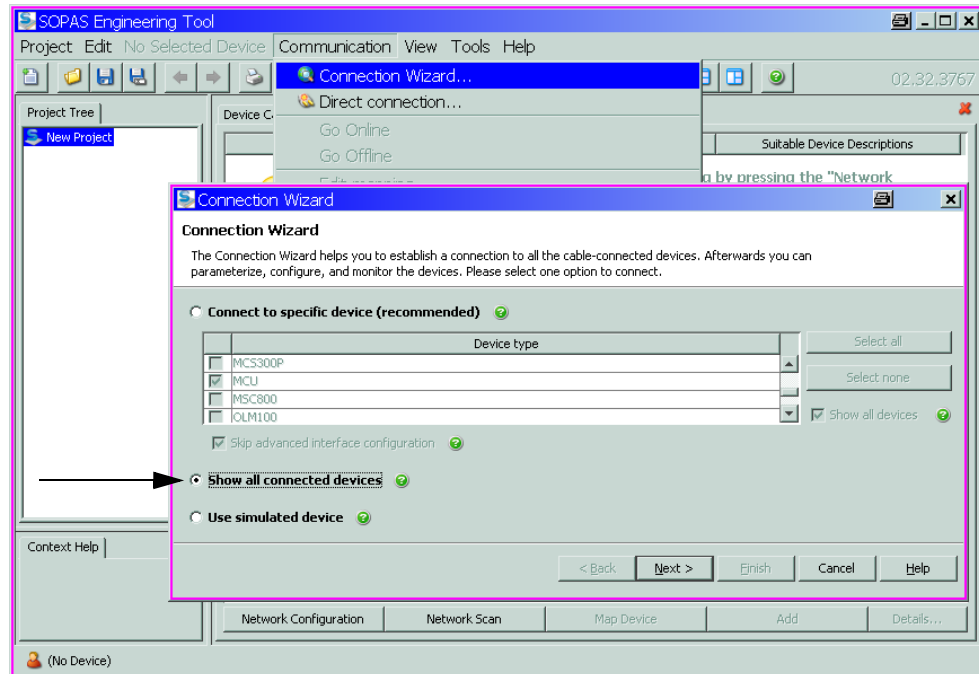 SOPAS Engineering Tool
Project Edit No Selected Device Communication View Tools Help
Connection Wizard...
02.32.3767
Direct connection...
Go Online
Go Offline
Project Tree
New Project
Suitable Device Descriptions
by pressing the "Network
Connection Wizard
Connection Wizard
The Connection Wizard helps you to establish a connection to all the cable-connected devices. Afterwards you can
parameterize, configure, and monitor the devices. Please select one option to connect.
Connect to specific device (recommended)
Device type
Select all
MCS300P
MCU
Select none
MSC800
OLM100
Show all devices
Skip advanced interface configuration
Show all connected devices
Use simulated device
< Back
Next >
Finish
Cancel
Help
Context Help
Network Configuration
Network Scan
Map Device
Add
Details...
(No Device)